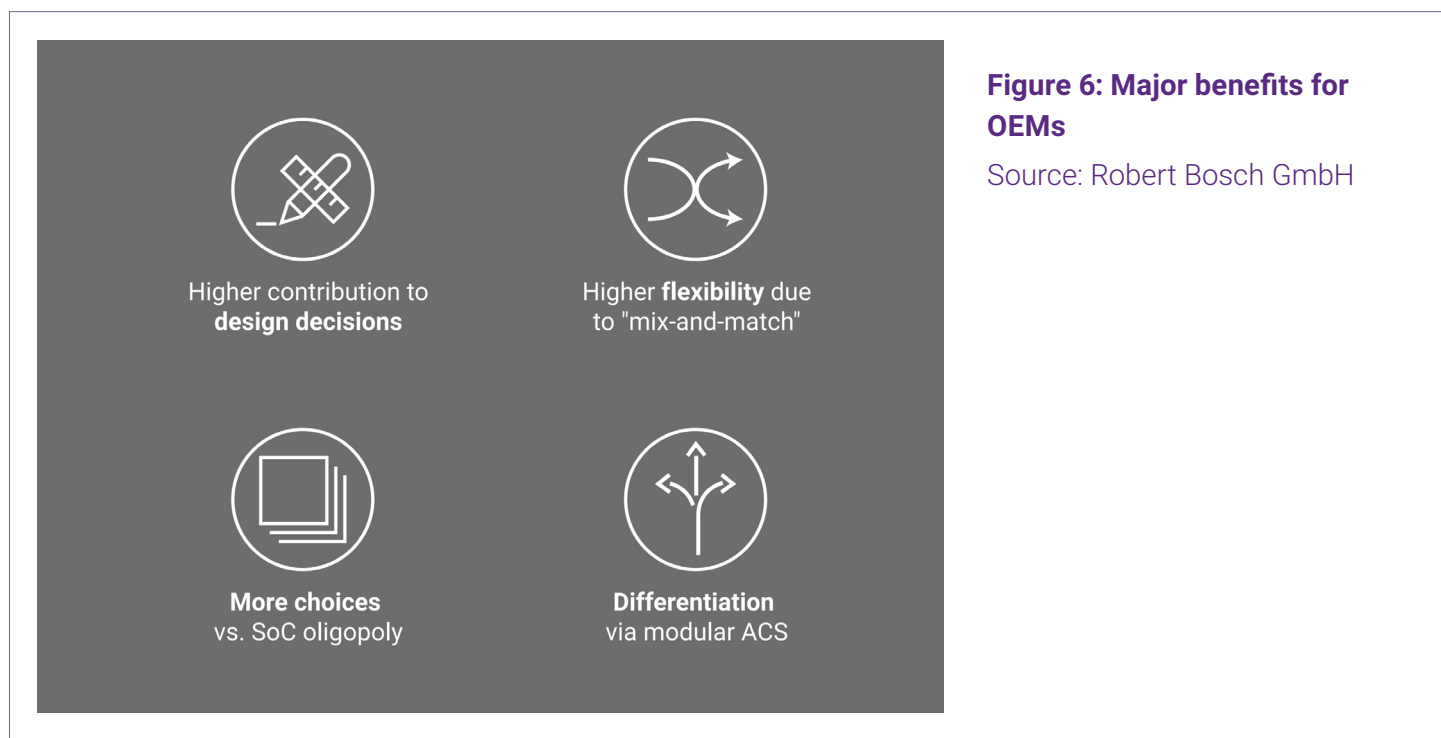 Higher contribution to
design decisions
Higher flexibility due
to "mix-and-match"
More choices
vs. SoC oligopoly
Differentiation
via modular ACS
Figure 6: Major benefits for
OEMs
Source: Robert Bosch GmbH